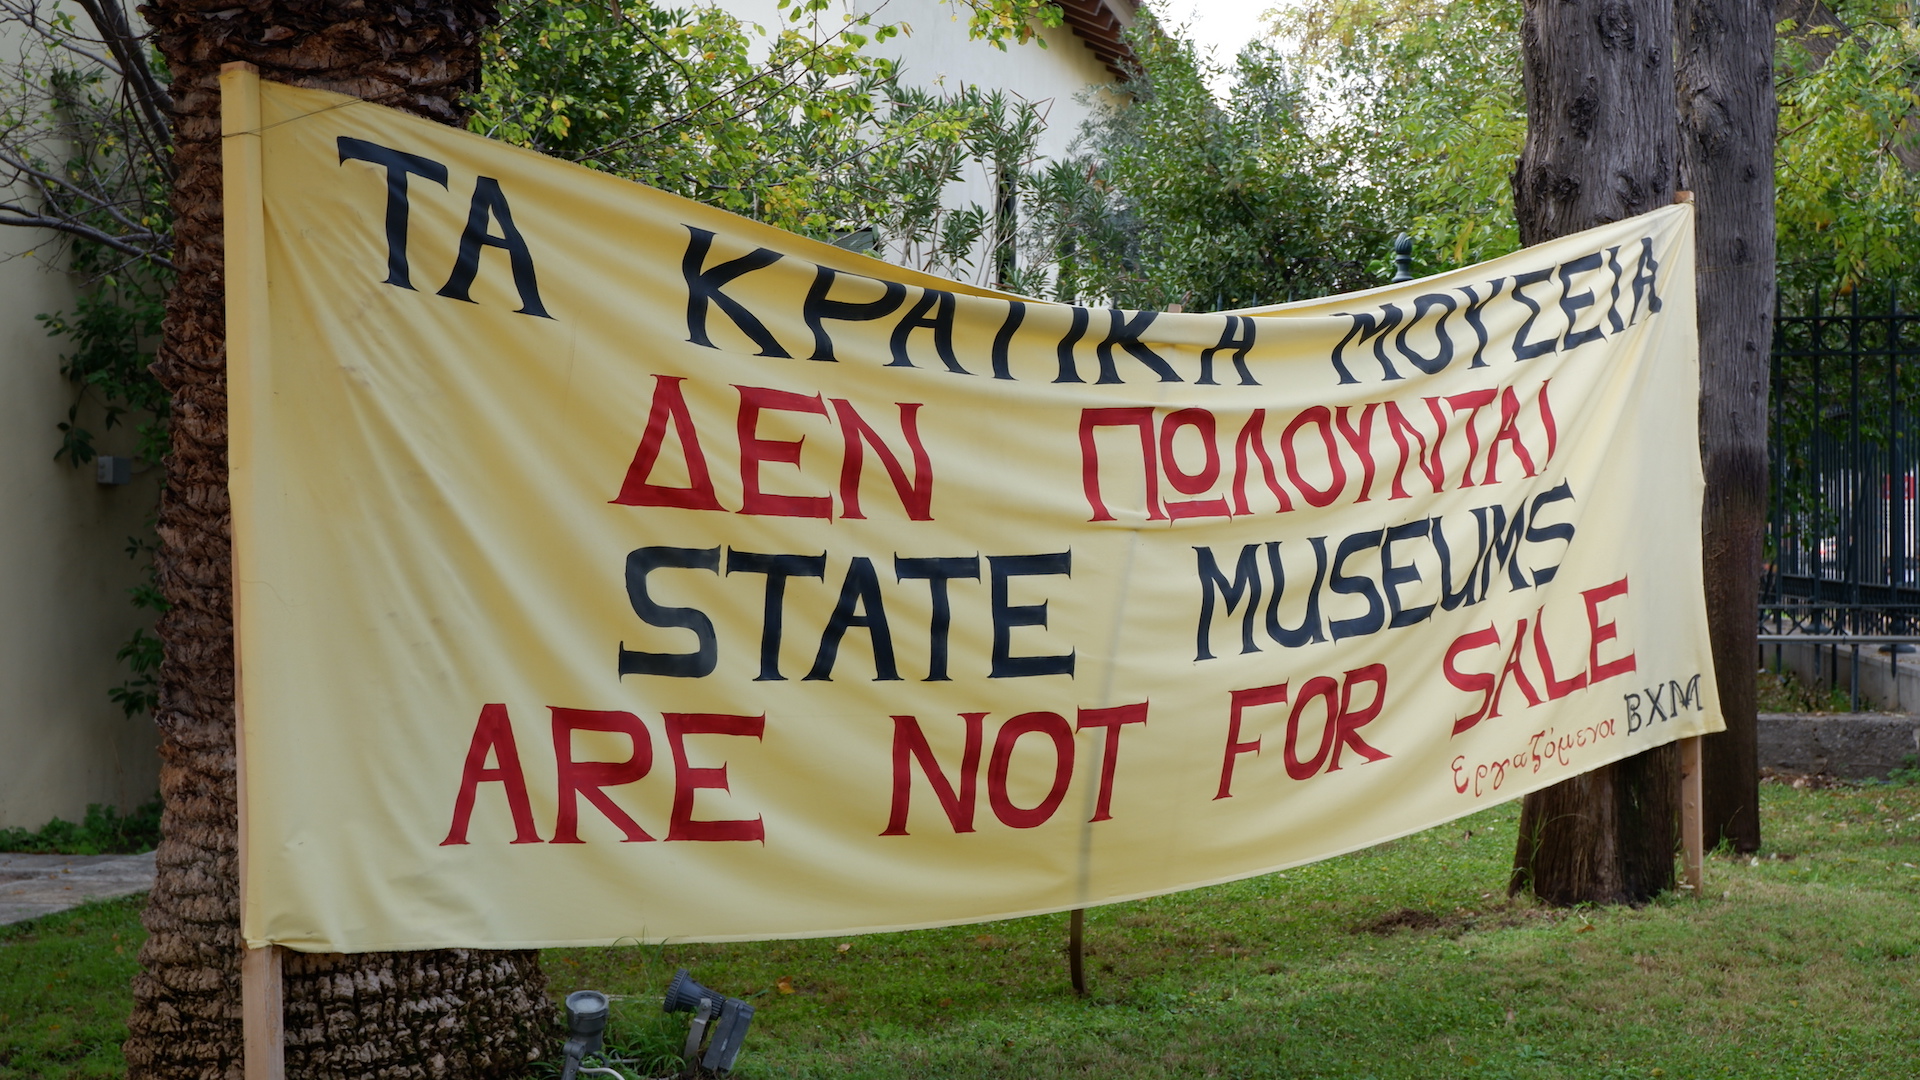 ΤΑ ΚΡΑΤΙΚΑ ΜΟΥΣΕΙΑ
ΔΕΝ ΠΩΛΟΥΝΤΑΙ
STATE MUSEUMS
ARE NOT FOR SALE
εργαζόμενοι ΒΧΜ